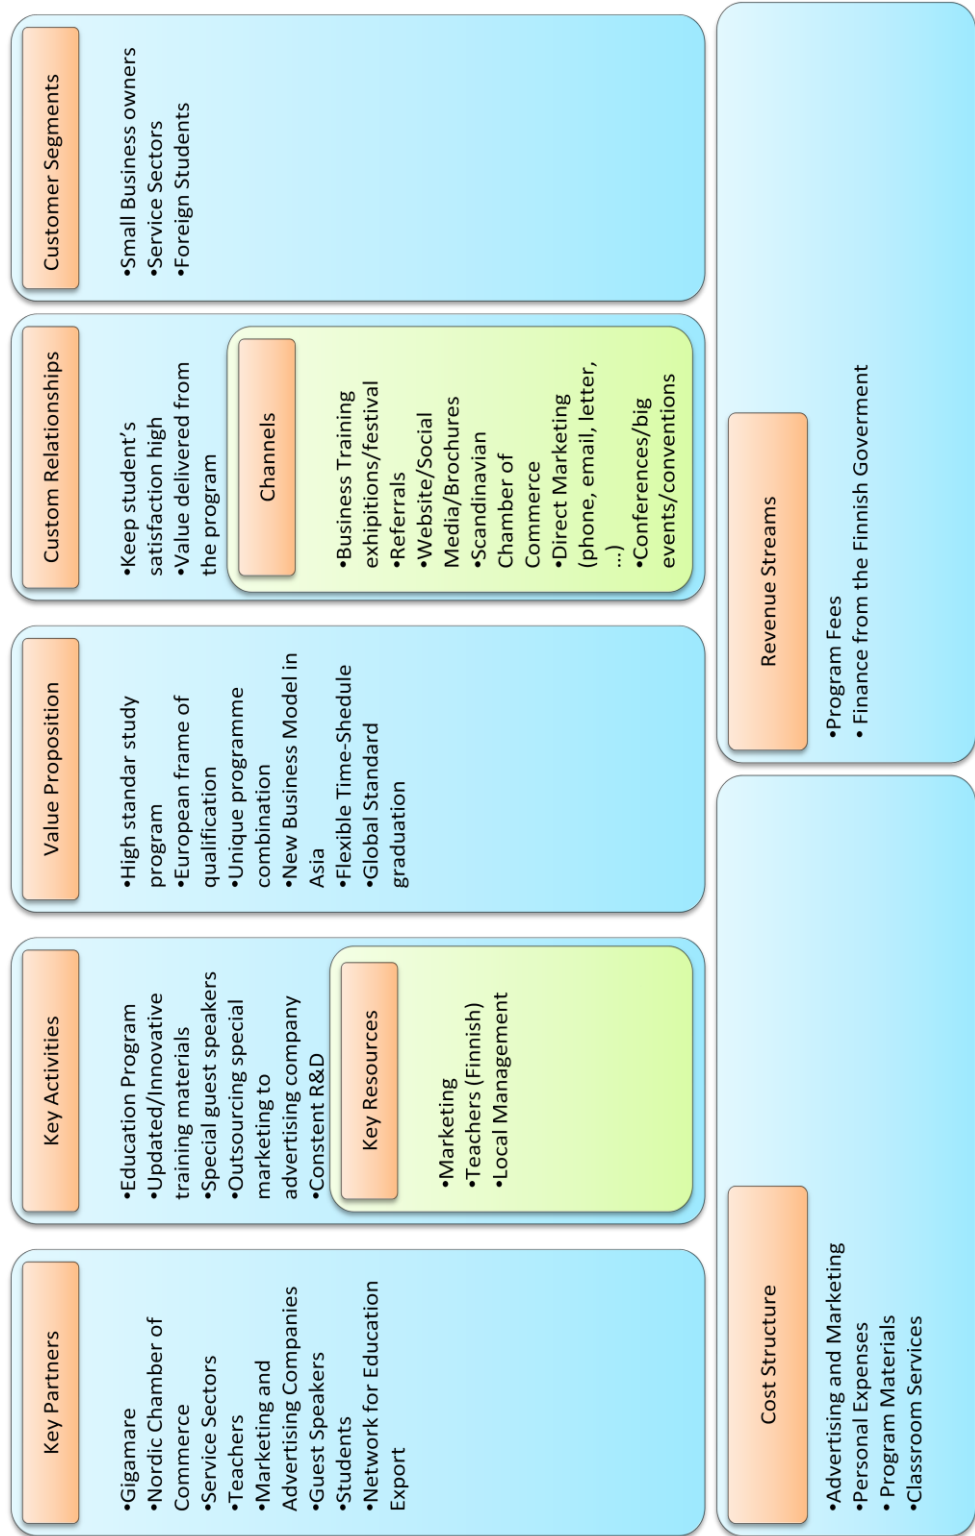 Key Partners
•Gigamare
•Nordic Chamber of
Commerce
•Service Sectors
•Teachers
•Marketing and
Advertising Companies
•Guest Speakers
•Students
•Network for Education
Export
Key Activities
•Education Program
•Updated/Innovative
training materials
•Special guest speakers
•Outsourcing special
marketing to
advertising company
•Constent R&D
Key Resources
•Marketing
•Teachers (Finnish)
•Local Management
Value Proposition
•High standar study
program
•European frame of
qualification
•Unique programme
combination
•New Business Model in
Asia
•Flexible Time-Shedule
•Global Standard
graduation
Custom Relationships
•Keep student's
satisfaction high
•Value delivered from
the program
Channels
•Business Training
exhipitions/festival
•Referrals
•Website/Social
Media/Brochures
•Scandinavian
Chamber of
Commerce
•Direct Marketing
(phone, email, letter,
...)
•Conferences/big
events/conventions
Customer Segments
•Small Business owners
•Service Sectors
•Foreign Students
Cost Structure
•Advertising and Marketing
•Personal Expenses
• Program Materials
•Classroom Services
Revenue Streams
•Program Fees
• Finance from the Finnish Goverment